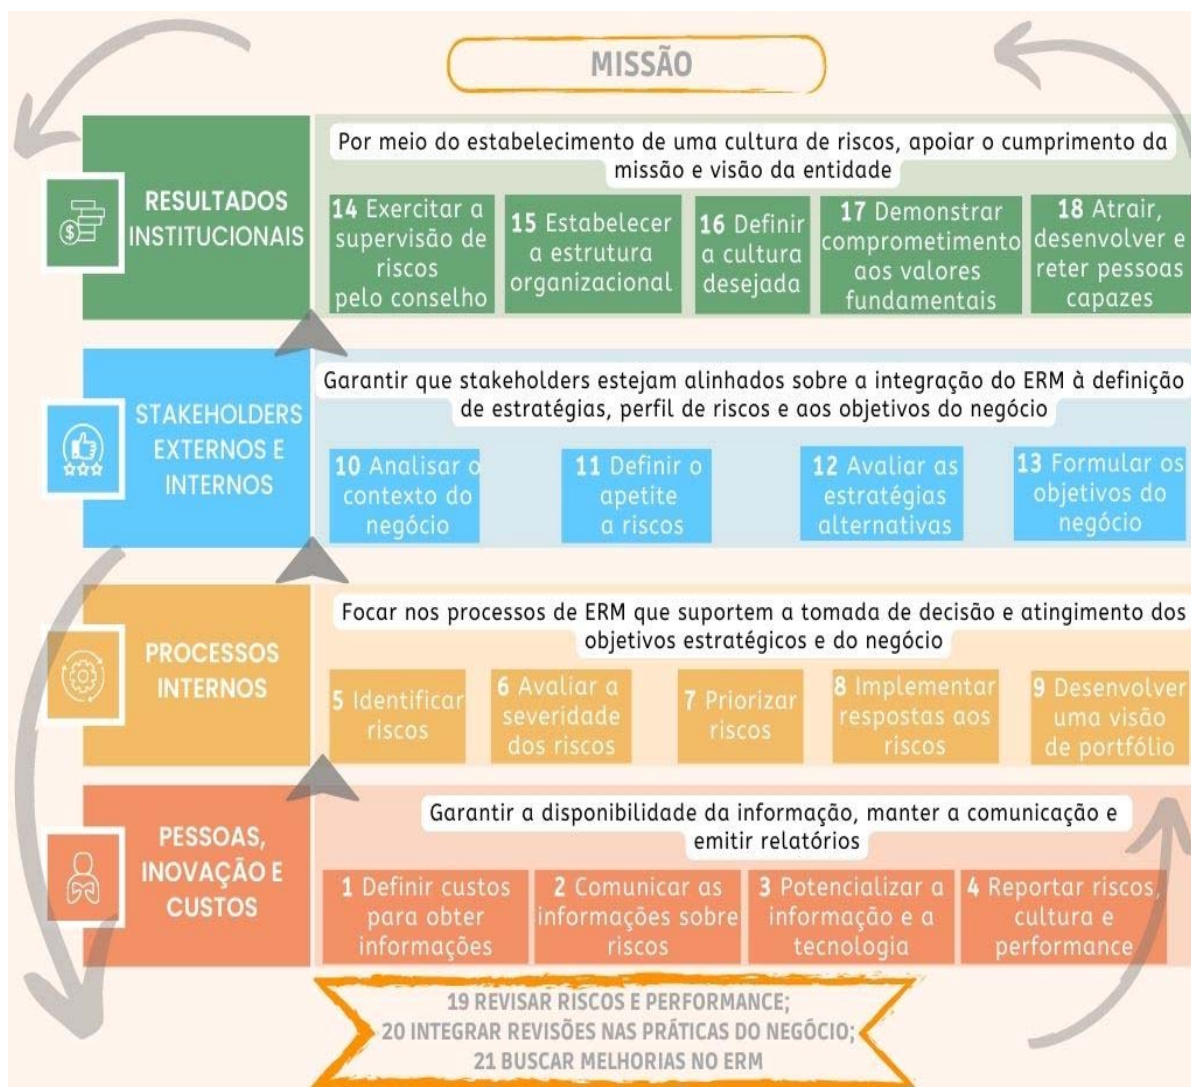 MISSÃO
RESULTADOS
INSTITUCIONAIS
Por meio do estabelecimento de uma cultura de riscos, apoiar o cumprimento da
missão e visão da entidade
14 Exercitar a
supervisão de
riscos
pelo conselho
15 Estabelecer
a estrutura
organizacional
16 Definir
a cultura
desejada
17 Demonstrar
comprometimento
aos valores
fundamentais
18 Atrair,
desenvolver e
reter pessoas
capazes
STAKEHOLDERS
EXTERNOS E
INTERNOS
Garantir que stakeholders estejam alinhados sobre a integração do ERM à definição
de estratégias, perfil de riscos e aos objetivos do negócio
10 Analisar o
contexto do
negócio
11 Definir o
apetite
a riscos
12 Avaliar as
estratégias
alternativas
13 Formular os
objetivos do
negócio
PROCESSOS
INTERNOS
Focar nos processos de ERM que suportem a tomada de decisão e atingimento dos
objetivos estratégicos e do negócio
5 Identificar
riscos
6 Avaliar a
severidade
dos riscos
7 Priorizar
riscos
8 Implementar
respostas aos
riscos
9 Desenvolver
uma visão
de portfólio
PESSOAS,
INOVAÇÃO E
CUSTOS
Garantir a disponibilidade da informação, manter a comunicação e
emitir relatórios
1 Definir custos
para obter
informações
2 Comunicar as
informações sobre
riscos
3 Potencializar a
informação e a
tecnologia
4 Reportar riscos,
cultura e
performance
19 REVISAR RISCOS E PERFORMANCE;
20 INTEGRAR REVISÕES NAS PRÁTICAS DO NEGÓCIO;
21 BUSCAR MELHORIAS NO ERM